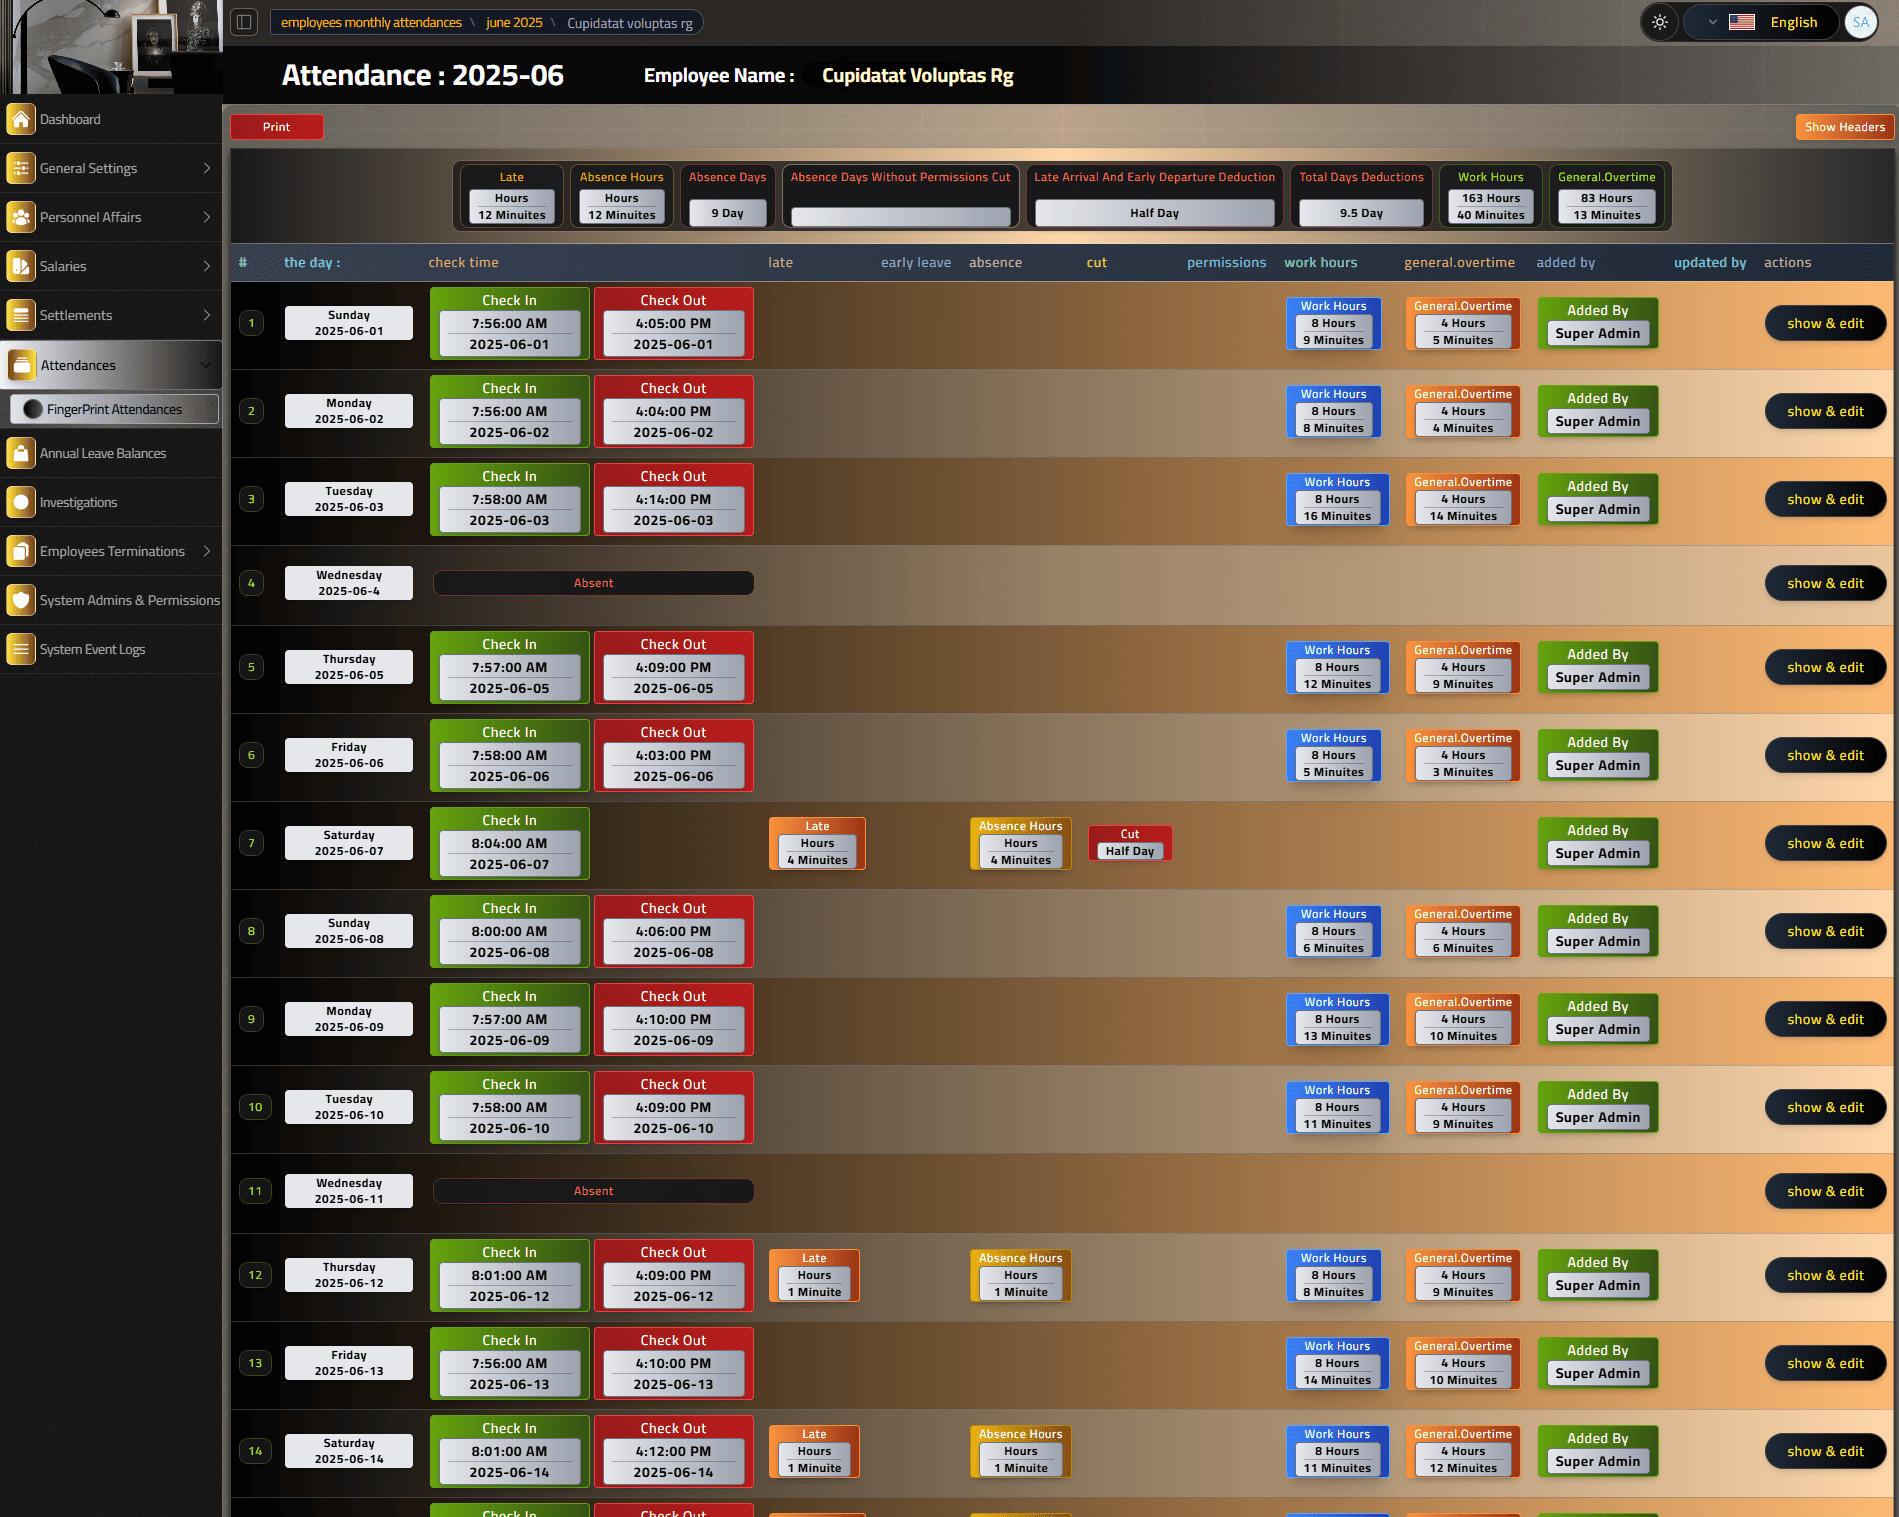 employees monthly attendances \ june 2025 \ Cupidatat voluptas rg
English
SA
Attendance : 2025-06
Employee Name :
Cupidatat Voluptas Rg
Dashboard
General Settings
Personnel Affairs
Salaries
Settlements
Attendances
FingerPrint Attendances
Annual Leave Balances
Investigations
Employees Terminations
System Admins & Permissions
System Event Logs
Print
Show Headers
Late
Hours
12 Minuites
Absence Hours
Hours
12 Minuites
Absence Days
9 Day
Absence Days Without Permissions Cut
Late Arrival And Early Departure Deduction
Half Day
Total Days Deductions
9.5 Day
Work Hours
163 Hours
40 Minuites
General.Overtime
83 Hours
13 Minuites
# the day : check time late early leave absence cut permissions work hours general.overtime added by updated by actions
1
Sunday
2025-06-01
Check In
7:56:00 AM
2025-06-01
Check Out
4:05:00 PM
2025-06-01
Work Hours
8 Hours
9 Minuites
General.Overtime
4 Hours
5 Minuites
Added By
Super Admin
show & edit
2
Monday
2025-06-02
Check In
7:56:00 AM
2025-06-02
Check Out
4:04:00 PM
2025-06-02
Work Hours
8 Hours
8 Minuites
General.Overtime
4 Hours
4 Minuites
Added By
Super Admin
show & edit
3
Tuesday
2025-06-03
Check In
7:58:00 AM
2025-06-03
Check Out
4:14:00 PM
2025-06-03
Work Hours
8 Hours
16 Minuites
General.Overtime
4 Hours
14 Minuites
Added By
Super Admin
show & edit
4
Wednesday
2025-06-4
Absent
show & edit
5
Thursday
2025-06-05
Check In
7:57:00 AM
2025-06-05
Check Out
4:09:00 PM
2025-06-05
Work Hours
8 Hours
12 Minuites
General.Overtime
4 Hours
9 Minuites
Added By
Super Admin
show & edit
6
Friday
2025-06-06
Check In
7:58:00 AM
2025-06-06
Check Out
4:03:00 PM
2025-06-06
Work Hours
8 Hours
5 Minuites
General.Overtime
4 Hours
3 Minuites
Added By
Super Admin
show & edit
7
Saturday
2025-06-07
Check In
8:04:00 AM
2025-06-07
Late
Hours
4 Minuites
Absence Hours
Hours
4 Minuites
Cut
Half Day
Added By
Super Admin
show & edit
8
Sunday
2025-06-08
Check In
8:00:00 AM
2025-06-08
Check Out
4:06:00 PM
2025-06-08
Work Hours
8 Hours
6 Minuites
General.Overtime
4 Hours
6 Minuites
Added By
Super Admin
show & edit
9
Monday
2025-06-09
Check In
7:57:00 AM
2025-06-09
Check Out
4:10:00 PM
2025-06-09
Work Hours
8 Hours
13 Minuites
General.Overtime
4 Hours
10 Minuites
Added By
Super Admin
show & edit
10
Tuesday
2025-06-10
Check In
7:58:00 AM
2025-06-10
Check Out
4:09:00 PM
2025-06-10
Work Hours
8 Hours
11 Minuites
General.Overtime
4 Hours
9 Minuites
Added By
Super Admin
show & edit
11
Wednesday
2025-06-11
Absent
show & edit
12
Thursday
2025-06-12
Check In
8:01:00 AM
2025-06-12
Check Out
4:09:00 PM
2025-06-12
Late
Hours
1 Minuite
Absence Hours
Hours
1 Minuite
Work Hours
8 Hours
8 Minuites
General.Overtime
4 Hours
9 Minuites
Added By
Super Admin
show & edit
13
Friday
2025-06-13
Check In
7:56:00 AM
2025-06-13
Check Out
4:10:00 PM
2025-06-13
Work Hours
8 Hours
14 Minuites
General.Overtime
4 Hours
10 Minuites
Added By
Super Admin
show & edit
14
Saturday
2025-06-14
Check In
8:01:00 AM
2025-06-14
Check Out
4:12:00 PM
2025-06-14
Late
Hours
1 Minuite
Absence Hours
Hours
1 Minuite
Work Hours
8 Hours
11 Minuites
General.Overtime
4 Hours
12 Minuites
Added By
Super Admin
show & edit
Check In
Check Out